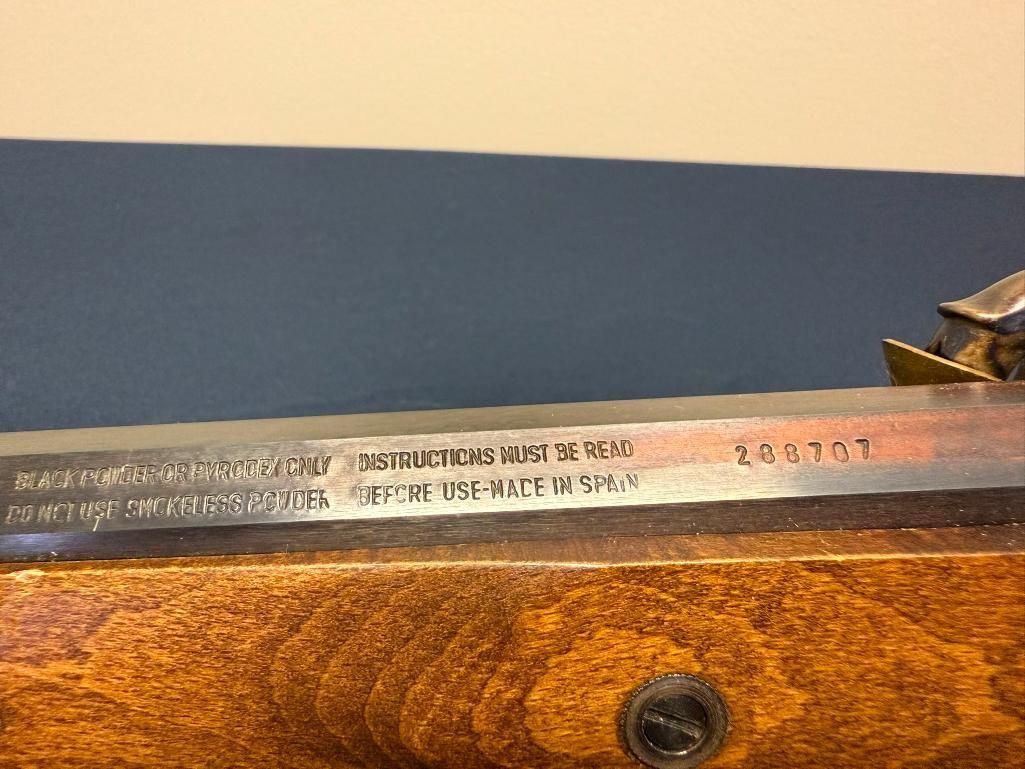 BLACK POWDER OR PYRODEX ONLY
DO NOT USE SMOKELESS POWDER
INSTRUCTIONS MUST BE READ
BEFORE USE-MADE IN SPAIN
288707